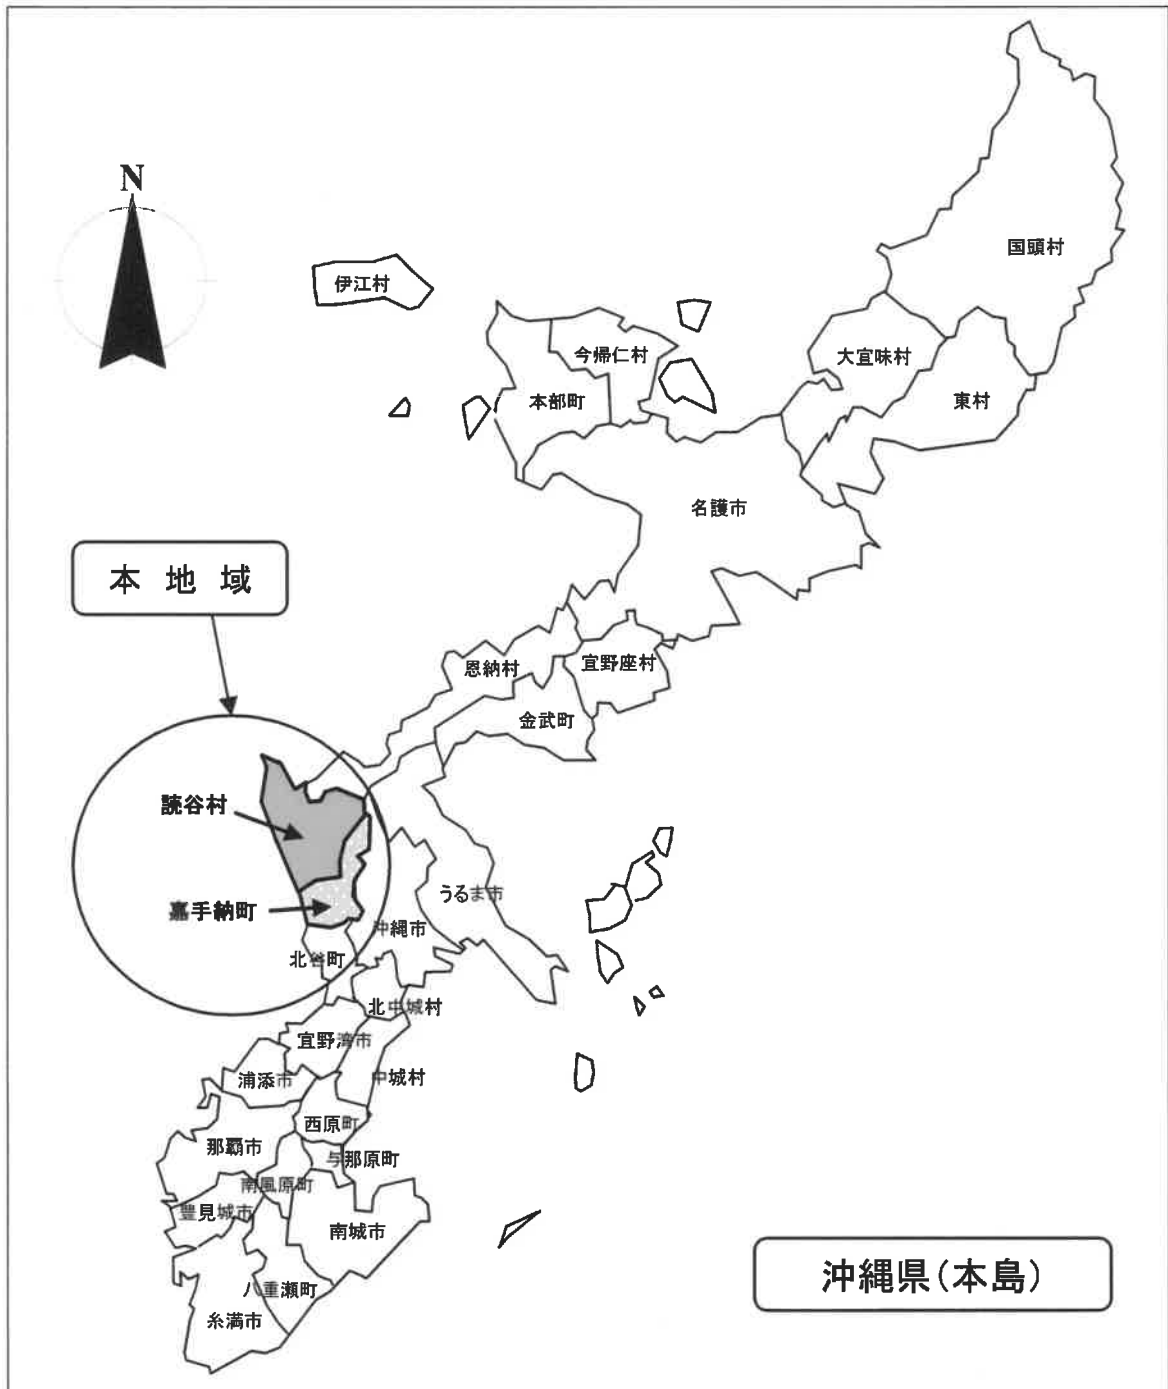 N
国頭村
伊江村
今帰仁村
大宜味村
本部町
東村
名護市
本 地 域
恩納村
宜野座村
金武町
読谷村
うるま市
嘉手納町
沖縄市
北谷町
北中城村
宜野湾市
浦添市
中城村
西原町
那覇市
与那原町
南風原町
豊見城市
南城市
沖縄県(本島)
八重瀬町
糸満市